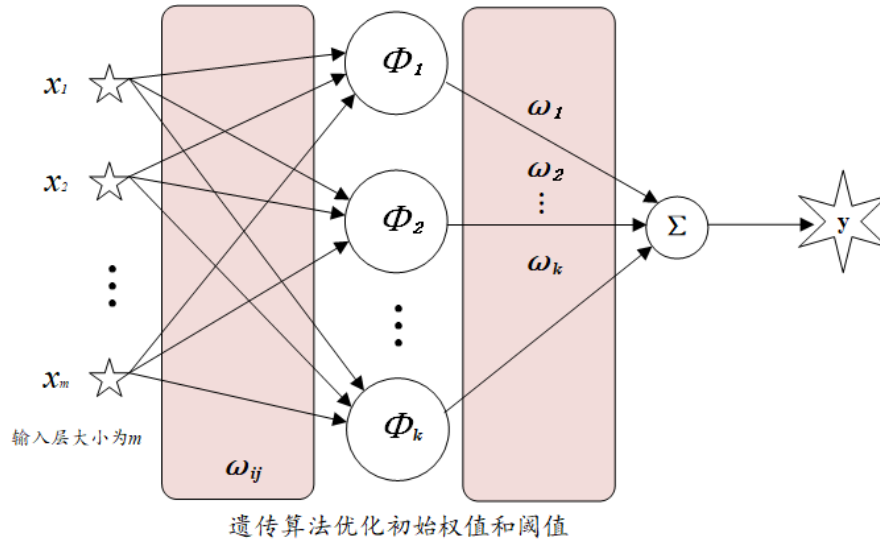 x₁
x₂
⋮
xₘ
输入层大小为m
ωᵢⱼ
Φ₁
Φ₂
⋮
Φₖ
ω₁
ω₂
⋮
ωₖ
Σ
y
遗传算法优化初始权值和阈值